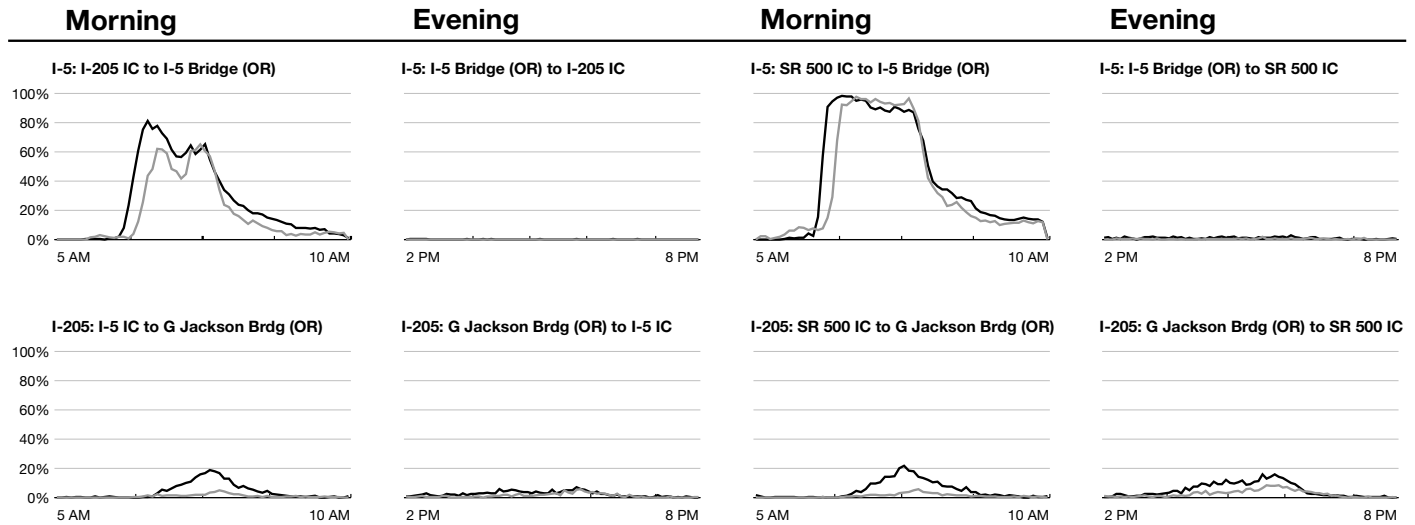 Morning Evening Morning Evening
I-5: I-205 IC to I-5 Bridge (OR) I-5: I-5 Bridge (OR) to I-205 IC I-5: SR 500 IC to I-5 Bridge (OR) I-5: I-5 Bridge (OR) to SR 500 IC
100%
80%
60%
40%
20%
0%
5 AM 10 AM 2 PM 8 PM 5 AM 10 AM 2 PM 8 PM
I-205: I-5 IC to G Jackson Brdg (OR) I-205: G Jackson Brdg (OR) to I-5 IC I-205: SR 500 IC to G Jackson Brdg (OR) I-205: G Jackson Brdg (OR) to SR 500 IC
100%
80%
60%
40%
20%
0%
5 AM 10 AM 2 PM 8 PM 5 AM 10 AM 2 PM 8 PM